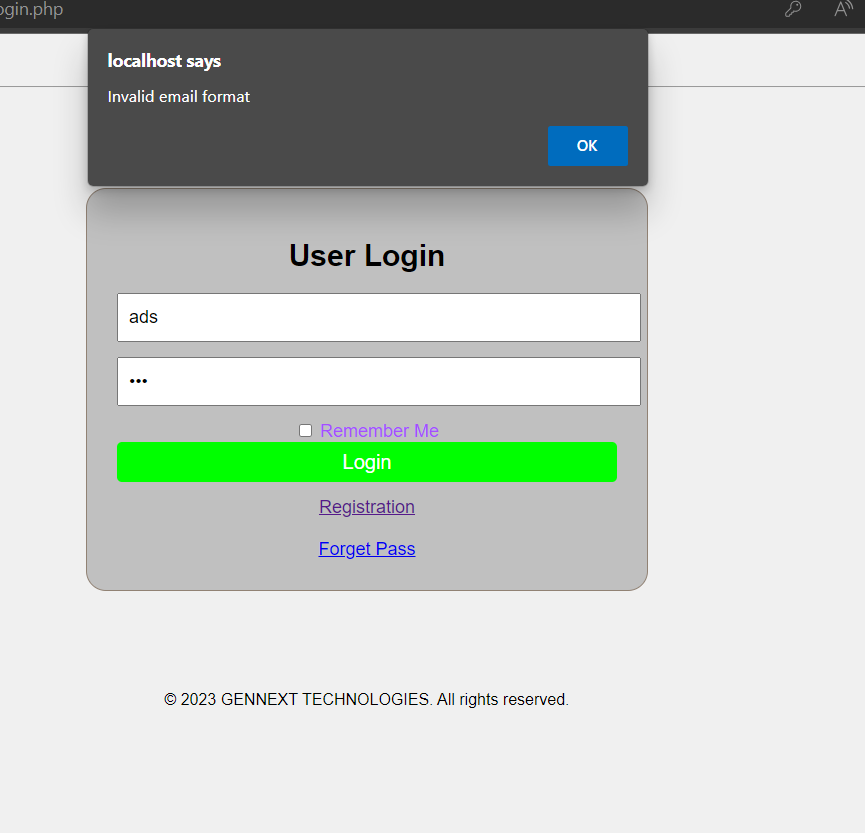 ogin.php
localhost says
Invalid email format
OK
User Login
ads
•••
Remember Me
Login
Registration
Forget Pass
© 2023 GENNEXT TECHNOLOGIES. All rights reserved.